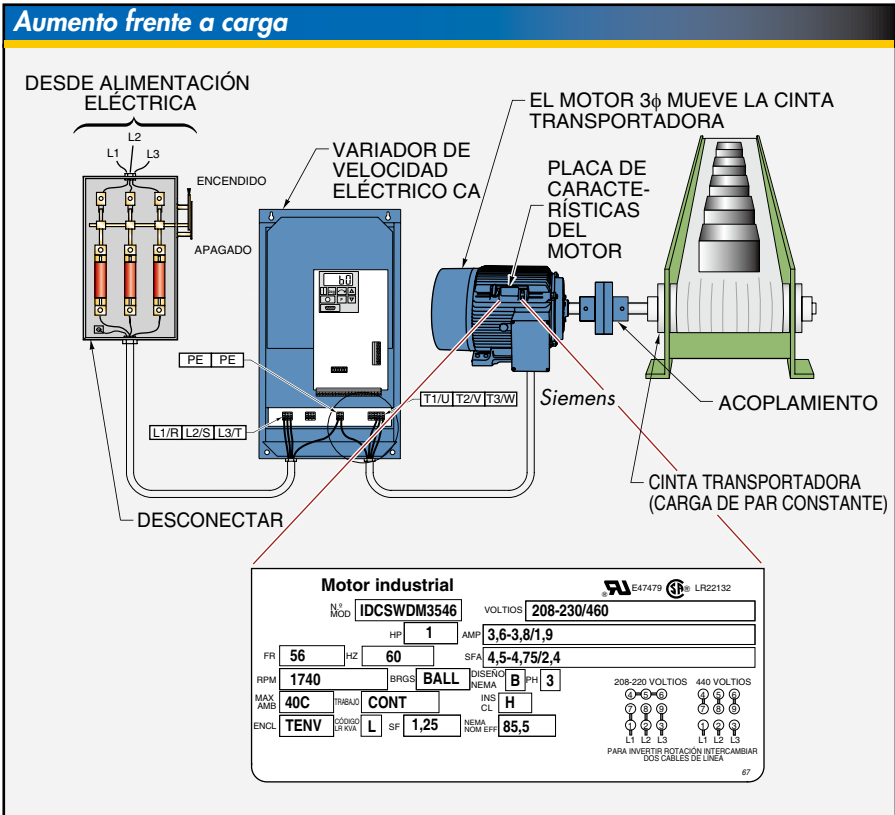 Aumento frente a carga
DESDE ALIMENTACIÓN
ELÉCTRICA
L2
L1
L3
ENCENDIDO
APAGADO
VARIADOR DE
VELOCIDAD
ELÉCTRICO CA
EL MOTOR 3ϕ MUEVE LA CINTA
TRANSPORTADORA
PLACA DE
CARACTE-
RÍSTICAS
DEL
MOTOR
b0
PE PE
L1/R L2/S L3/T
T1/U T2/V T3/W
Siemens
ACOPLAMIENTO
CINTA TRANSPORTADORA
(CARGA DE PAR CONSTANTE)
DESCONECTAR
Motor industrial
E47479 LR22132
N.º MOD IDCSWDM3546 VOLTIOS 208-230/460
HP 1 AMP 3,6-3,8/1,9
FR 56 HZ 60 SFA 4,5-4,75/2,4
RPM 1740 BRGS BALL DISEÑO NEMA B PH 3
MAX AMB 40C TRABAJO CONT INS CL H
ENCL TENV CÓDIGO LR KVA L SF 1,25 NEMA NOM EFF 85,5
208-220 VOLTIOS 440 VOLTIOS
4 5 6 4 5 6
7 8 9 7 8 9
1 2 3 1 2 3
L1 L2 L3 L1 L2 L3
PARA INVERTIR ROTACIÓN INTERCAMBIAR
DOS CABLES DE LÍNEA
67